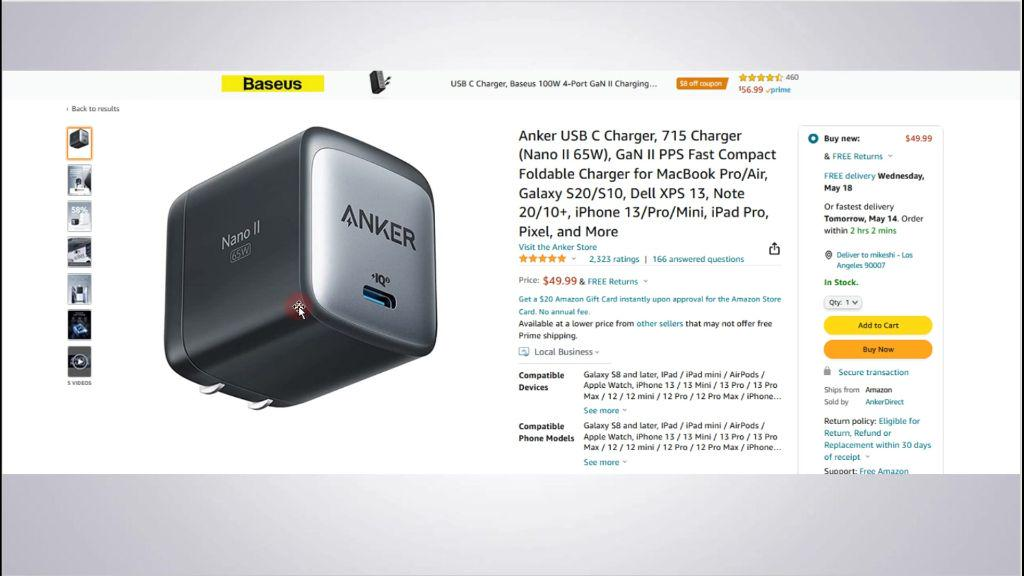 Baseus
USB C Charger, Baseus 100W 4-Port GaN II Charging...
$8 off coupon
460
$56.99 prime
‹ Back to results
58%
5 VIDEOS
Nano II
65W
ANKER
IQ
Anker USB C Charger, 715 Charger
(Nano II 65W), GaN II PPS Fast Compact
Foldable Charger for MacBook Pro/Air,
Galaxy S20/S10, Dell XPS 13, Note
20/10+, iPhone 13/Pro/Mini, iPad Pro,
Pixel, and More
Visit the Anker Store
2,323 ratings | 166 answered questions
Price: $49.99 & FREE Returns
Get a $20 Amazon Gift Card instantly upon approval for the Amazon Store
Card. No annual fee.
Available at a lower price from other sellers that may not offer free
Prime shipping.
Local Business
Compatible
Devices
Galaxy S8 and later, IPad / iPad mini / AirPods /
Apple Watch, iPhone 13 / 13 Mini / 13 Pro / 13 Pro
Max / 12 / 12 mini / 12 Pro / 12 Pro Max / iPhone...
See more
Compatible
Phone Models
Galaxy S8 and later, IPad / iPad mini / AirPods /
Apple Watch, iPhone 13 / 13 Mini / 13 Pro / 13 Pro
Max / 12 / 12 mini / 12 Pro / 12 Pro Max / iPhone...
See more
Buy new: $49.99
& FREE Returns
FREE delivery Wednesday,
May 18
Or fastest delivery
Tomorrow, May 14. Order
within 2 hrs 2 mins
Deliver to mikeshi - Los
Angeles 90007
In Stock.
Qty: 1
Add to Cart
Buy Now
Secure transaction
Ships from Amazon
Sold by AnkerDirect
Return policy: Eligible for
Return, Refund or
Replacement within 30 days
of receipt
Support: Free Amazon